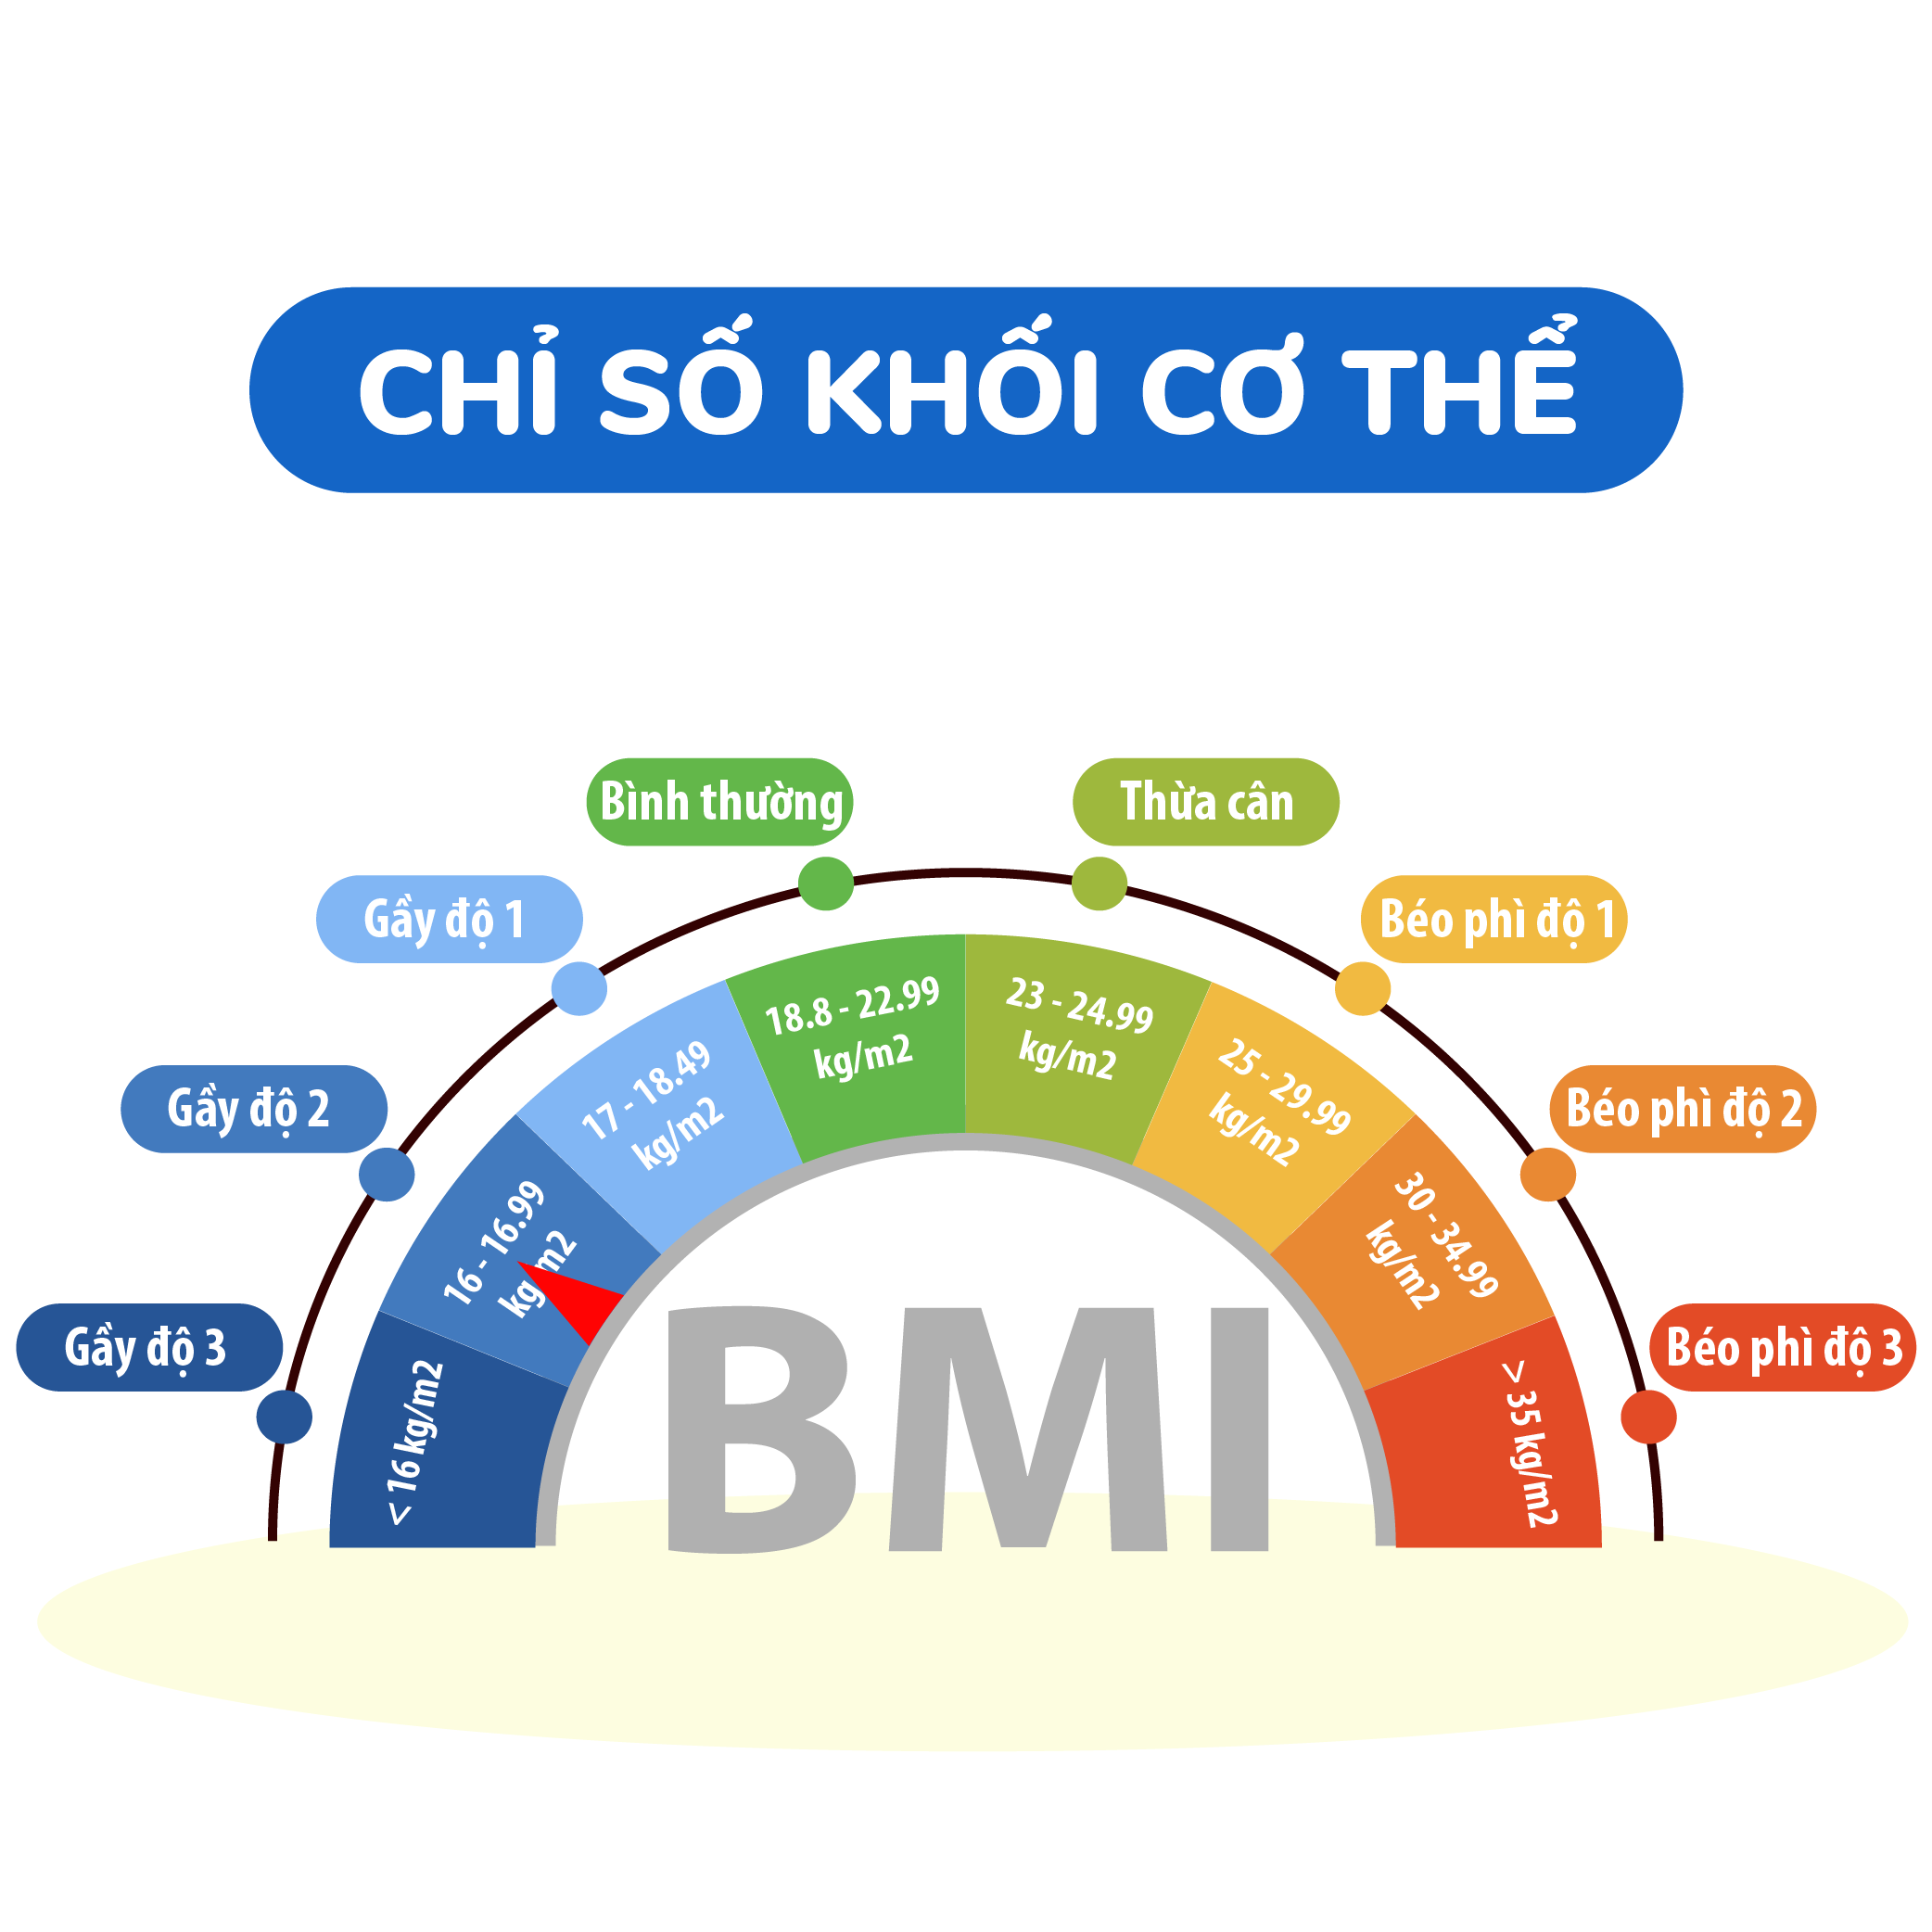 CHỈ SỐ KHỐI CƠ THỂ
Bình thường
Thừa cân
Gầy độ 1
Béo phì độ 1
Gầy độ 2
Béo phì độ 2
Gầy độ 3
Béo phì độ 3
< 16 kg/m2
16 - 16.99
17 - 18.49
kg/m2
18.8 - 22.99
kg/m2
23 - 24.99
kg/m2
25 - 29.99
kg/m2
30 - 34.99
kg/m2
> 35 kg/m2
BMI